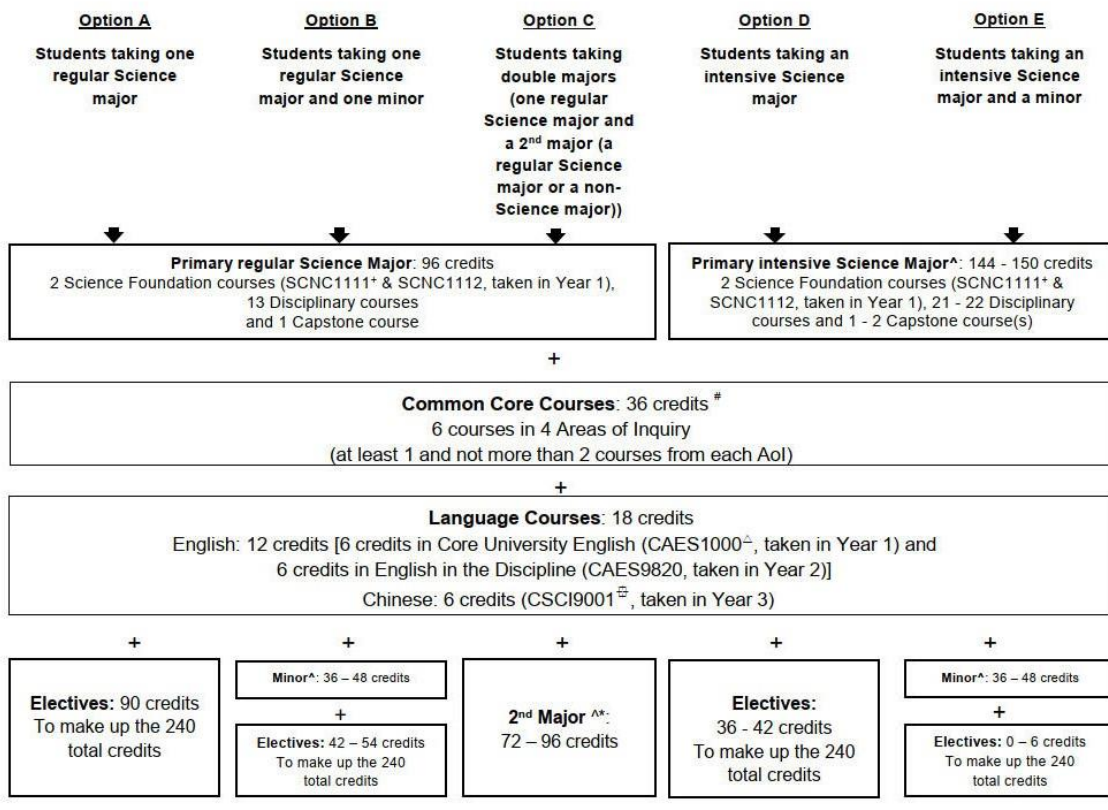 Option A
Students taking one
regular Science
major
Option B
Students taking one
regular Science
major and one minor
Option C
Students taking
double majors
(one regular
Science major and
a 2nd major (a
regular Science
major or a non-
Science major))
Option D
Students taking an
intensive Science
major
Option E
Students taking an
intensive Science
major and a minor
Primary regular Science Major: 96 credits
2 Science Foundation courses (SCNC1111⁺ & SCNC1112, taken in Year 1),
13 Disciplinary courses
and 1 Capstone course
Primary intensive Science Major^: 144 - 150 credits
2 Science Foundation courses (SCNC1111⁺ &
SCNC1112, taken in Year 1), 21 - 22 Disciplinary
courses and 1 - 2 Capstone course(s)
+
Common Core Courses: 36 credits #
6 courses in 4 Areas of Inquiry
(at least 1 and not more than 2 courses from each AoI)
+
Language Courses: 18 credits
English: 12 credits [6 credits in Core University English (CAES1000△, taken in Year 1) and
6 credits in English in the Discipline (CAES9820, taken in Year 2)]
Chinese: 6 credits (CSCI9001, taken in Year 3)
+ + + + +
Electives: 90 credits
To make up the 240
total credits
Minor^: 36 – 48 credits
+
Electives: 42 – 54 credits
To make up the 240
total credits
2nd Major ^*:
72 – 96 credits
Electives:
36 - 42 credits
To make up the 240
total credits
Minor^: 36 – 48 credits
+
Electives: 0 – 6 credits
To make up the 240
total credits